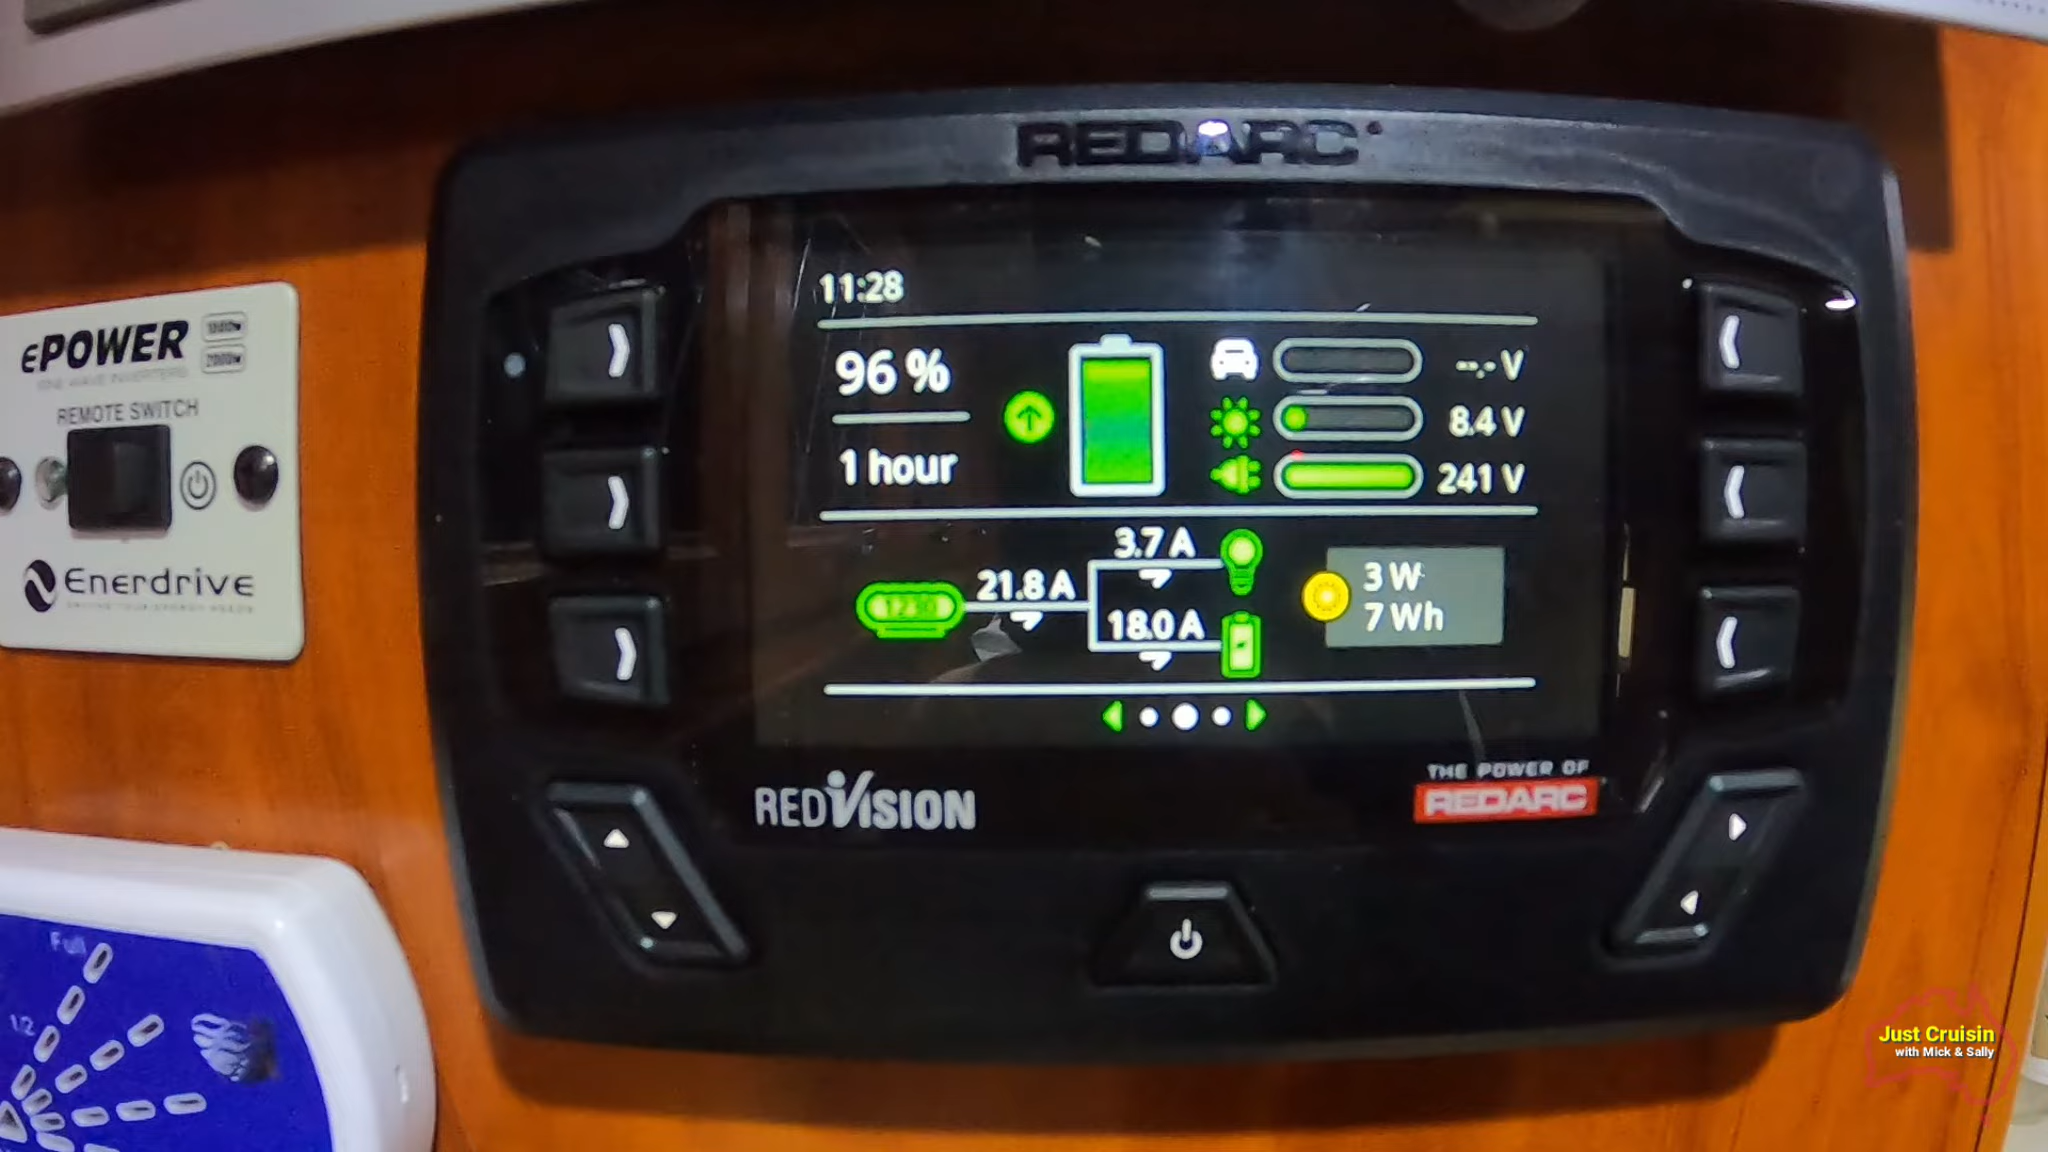 REDARC
11:28
96 %
1 hour
--.- V
8.4 V
241 V
21.8 A
3.7 A
18.0 A
3 W
7 Wh
REDVISION
THE POWER OF
REDARC
ePOWER
2000w
REMOTE SWITCH
Enerdrive
Full
1/2
Just Cruisin
with Mick & Sally